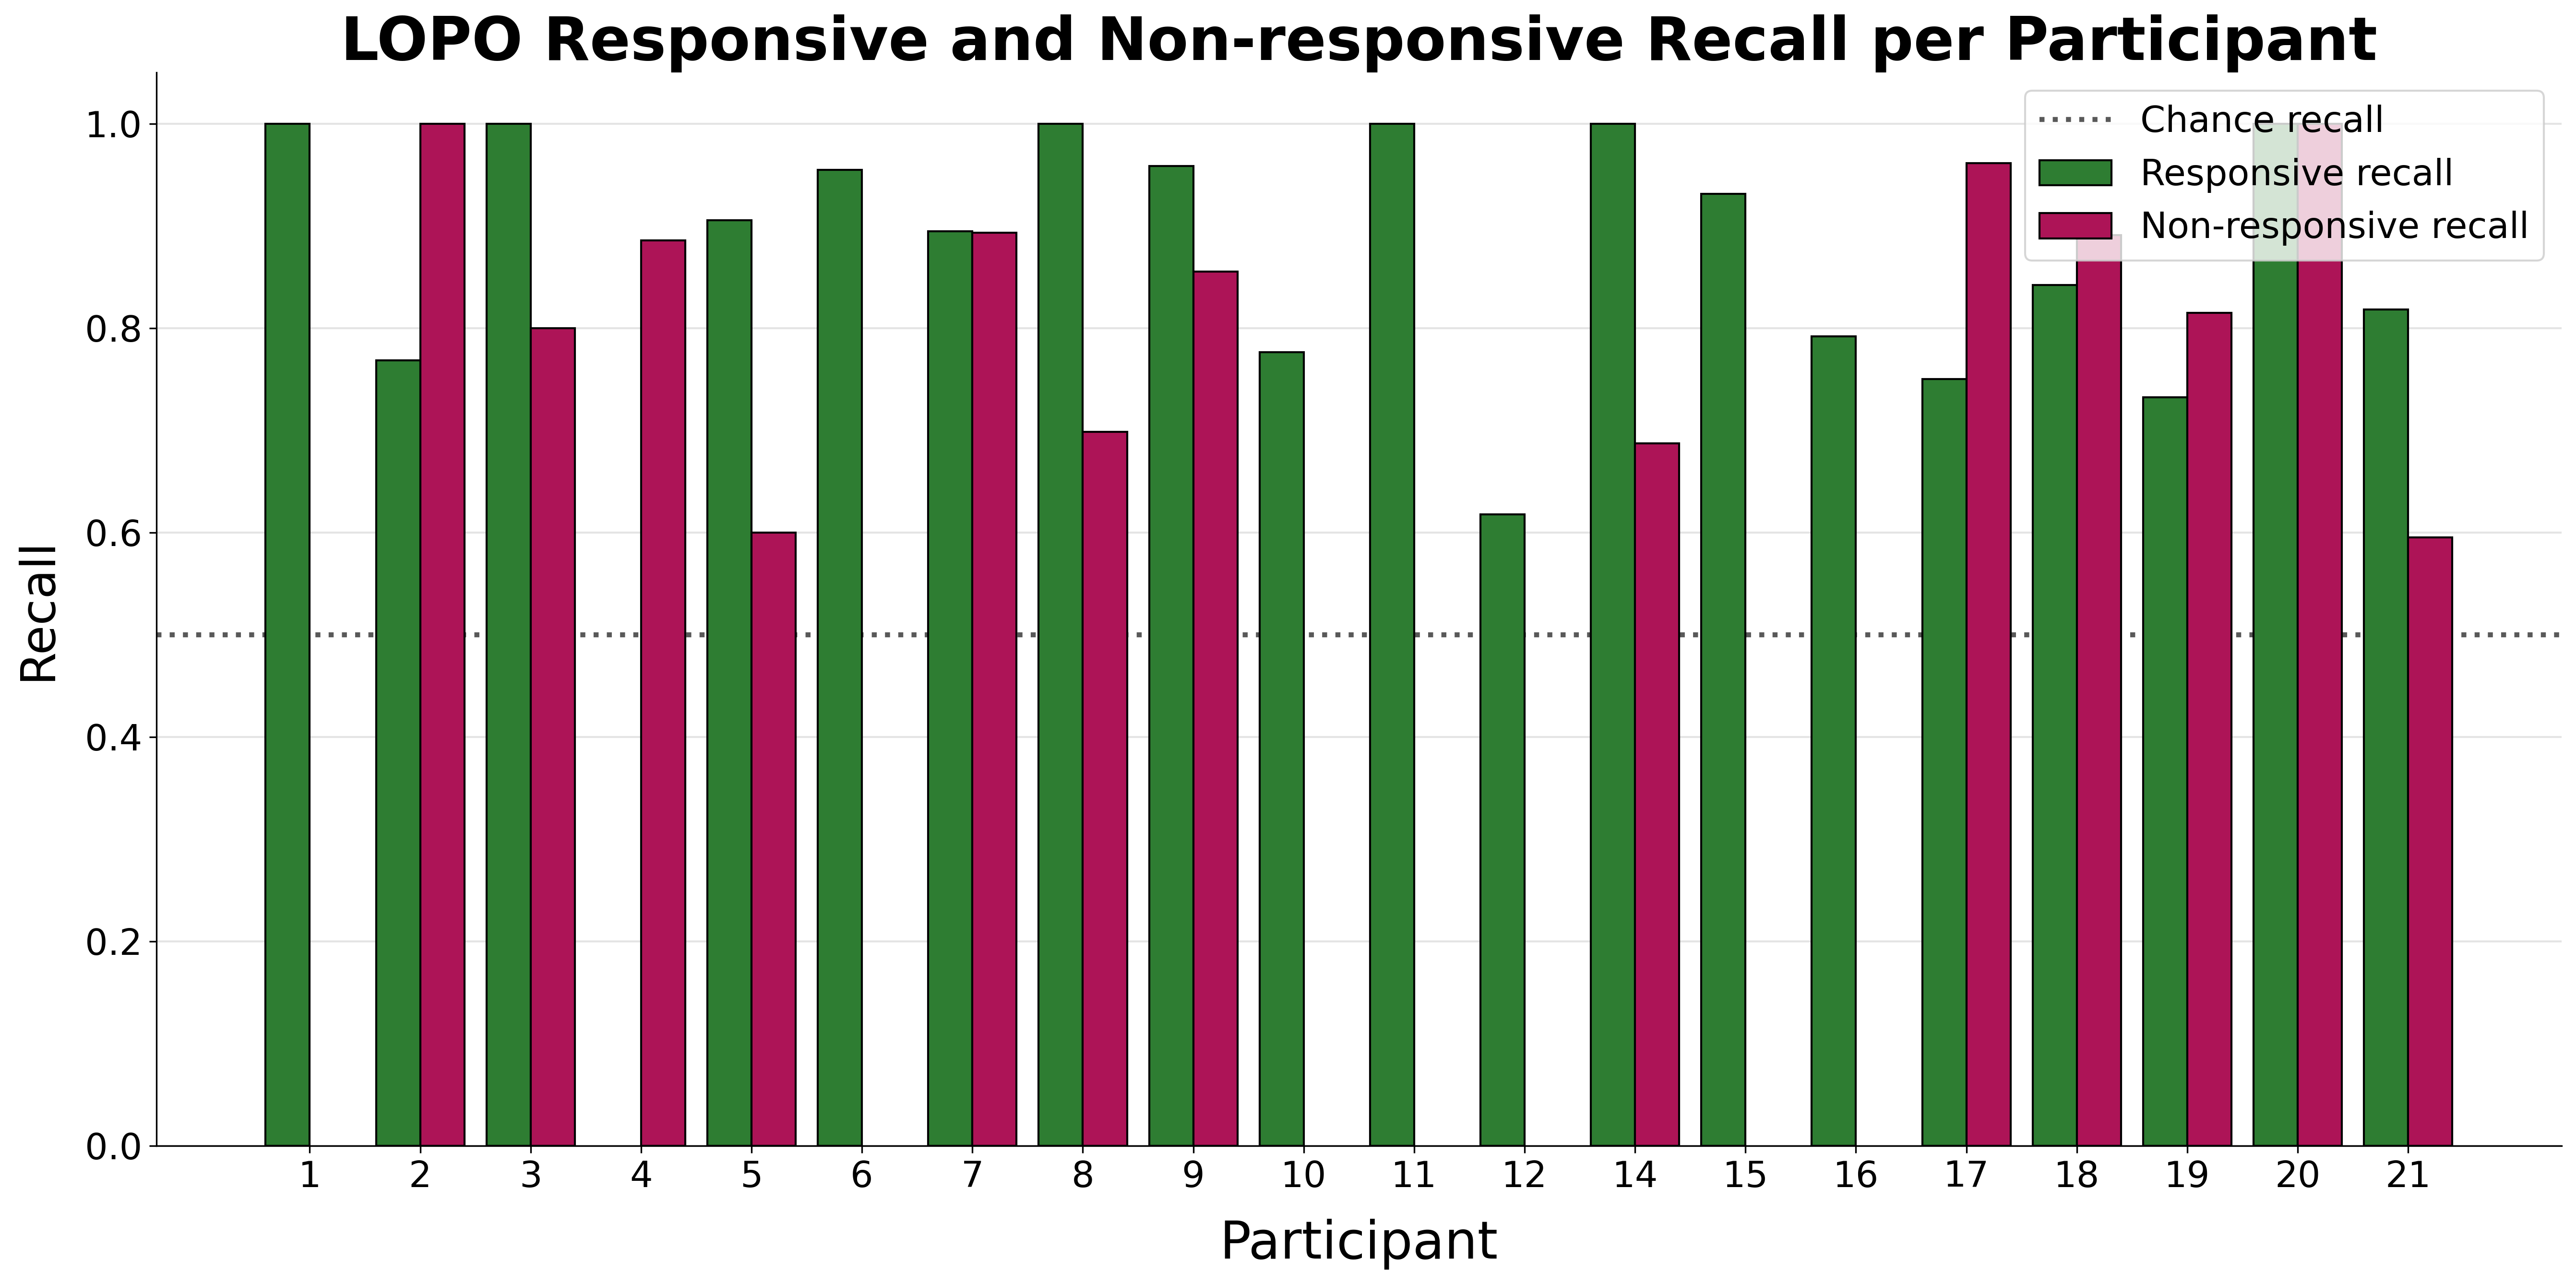 LOPO Responsive and Non-responsive Recall per Participant
Chance recall
Responsive recall
Non-responsive recall
1.0
0.8
0.6
0.4
0.2
0.0
Recall
1 2 3 4 5 6 7 8 9 10 11 12 14 15 16 17 18 19 20 21
Participant